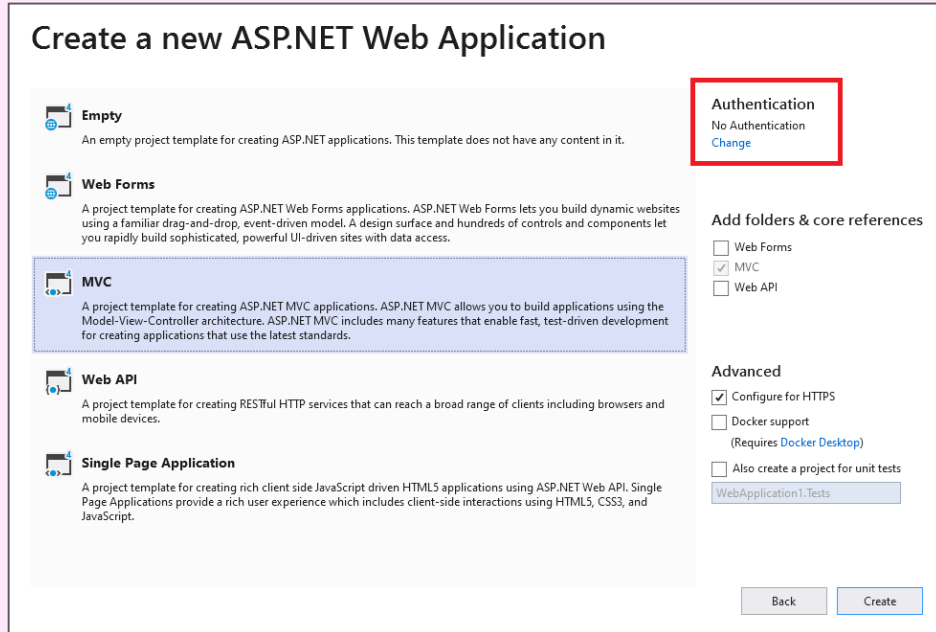 Create a new ASP.NET Web Application
Empty
An empty project template for creating ASP.NET applications. This template does not have any content in it.
Web Forms
A project template for creating ASP.NET Web Forms applications. ASP.NET Web Forms lets you build dynamic websites
using a familiar drag-and-drop, event-driven model. A design surface and hundreds of controls and components let
you rapidly build sophisticated, powerful UI-driven sites with data access.
MVC
A project template for creating ASP.NET MVC applications. ASP.NET MVC allows you to build applications using the
Model-View-Controller architecture. ASP.NET MVC includes many features that enable fast, test-driven development
for creating applications that use the latest standards.
Web API
A project template for creating RESTful HTTP services that can reach a broad range of clients including browsers and
mobile devices.
Single Page Application
A project template for creating rich client side JavaScript driven HTML5 applications using ASP.NET Web API. Single
Page Applications provide a rich user experience which includes client-side interactions using HTML5, CSS3, and
JavaScript.
Authentication
No Authentication
Change
Add folders & core references
Web Forms
MVC
Web API
Advanced
Configure for HTTPS
Docker support
(Requires Docker Desktop)
Also create a project for unit tests
WebApplication1.Tests
Back
Create